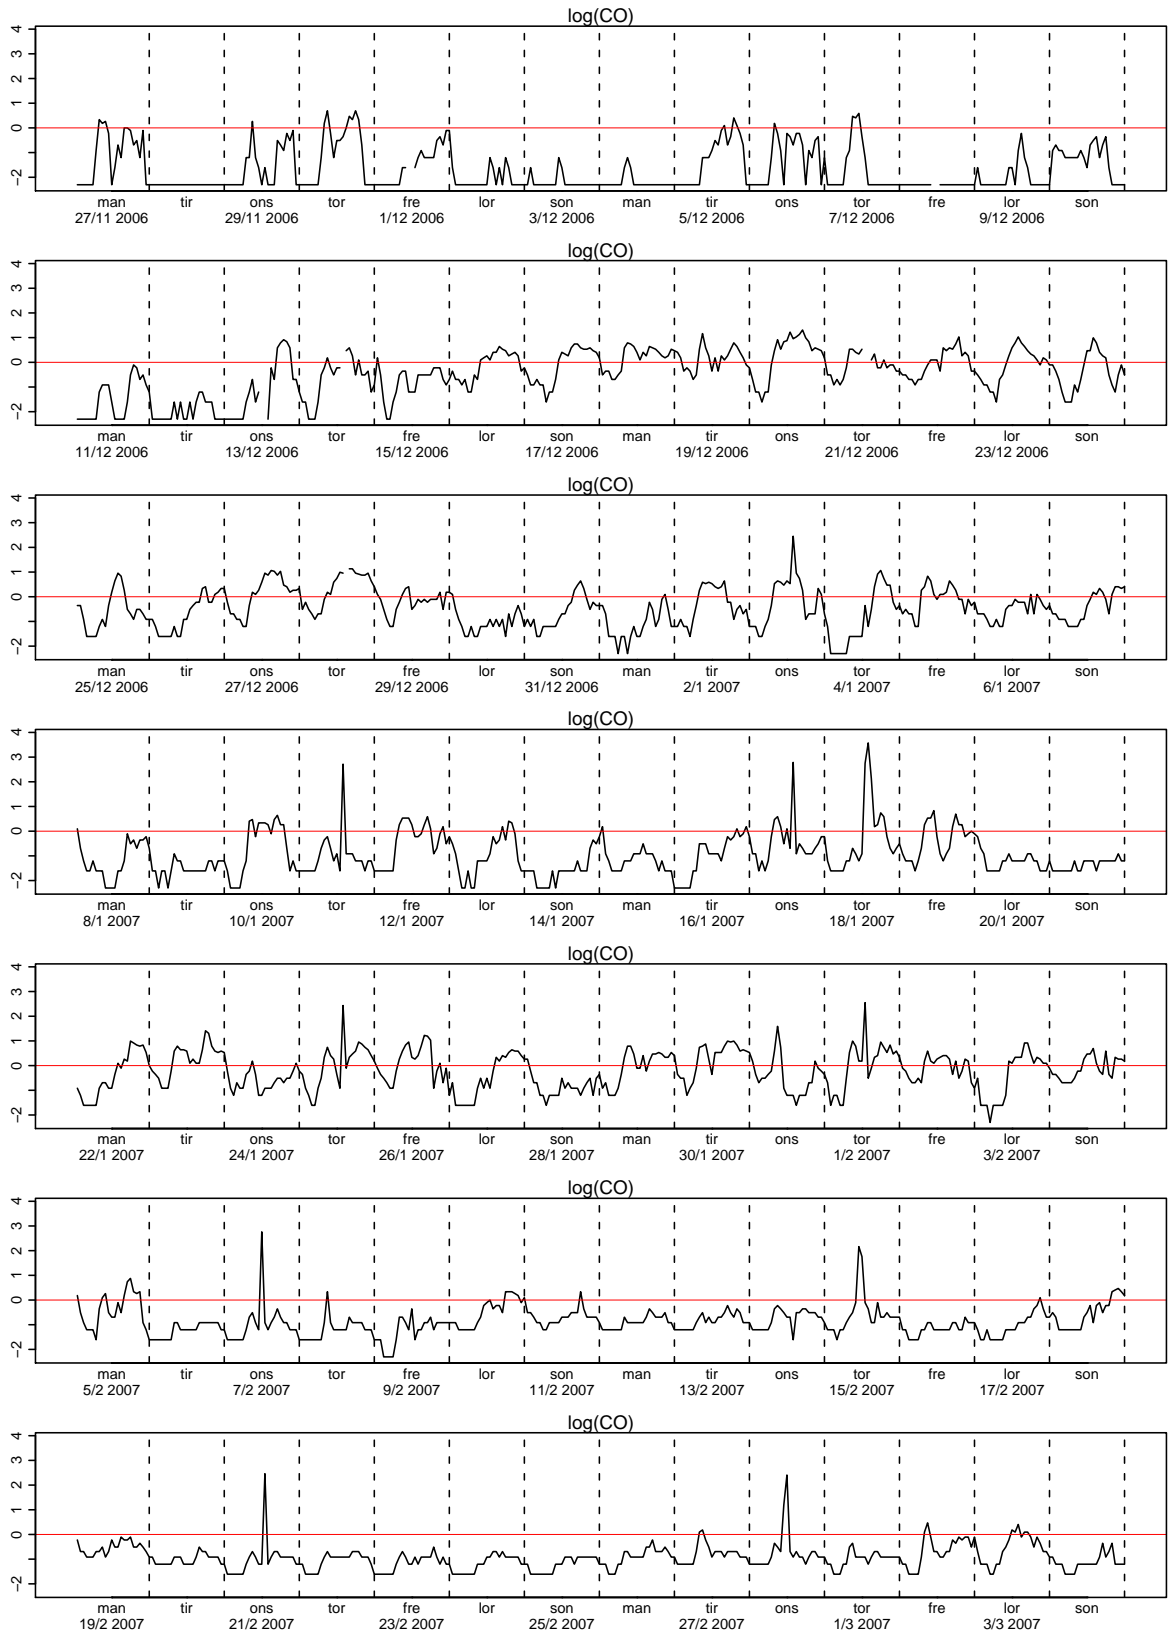 log(CO)
4
3
2
1
0
−2
man tir ons tor fre lor son man tir ons tor fre lor son
27/11 2006 29/11 2006 1/12 2006 3/12 2006 5/12 2006 7/12 2006 9/12 2006
log(CO)
4
3
2
1
0
−2
man tir ons tor fre lor son man tir ons tor fre lor son
11/12 2006 13/12 2006 15/12 2006 17/12 2006 19/12 2006 21/12 2006 23/12 2006
log(CO)
4
3
2
1
0
−2
man tir ons tor fre lor son man tir ons tor fre lor son
25/12 2006 27/12 2006 29/12 2006 31/12 2006 2/1 2007 4/1 2007 6/1 2007
log(CO)
4
3
2
1
0
−2
man tir ons tor fre lor son man tir ons tor fre lor son
8/1 2007 10/1 2007 12/1 2007 14/1 2007 16/1 2007 18/1 2007 20/1 2007
log(CO)
4
3
2
1
0
−2
man tir ons tor fre lor son man tir ons tor fre lor son
22/1 2007 24/1 2007 26/1 2007 28/1 2007 30/1 2007 1/2 2007 3/2 2007
log(CO)
4
3
2
1
0
−2
man tir ons tor fre lor son man tir ons tor fre lor son
5/2 2007 7/2 2007 9/2 2007 11/2 2007 13/2 2007 15/2 2007 17/2 2007
log(CO)
4
3
2
1
0
−2
man tir ons tor fre lor son man tir ons tor fre lor son
19/2 2007 21/2 2007 23/2 2007 25/2 2007 27/2 2007 1/3 2007 3/3 2007